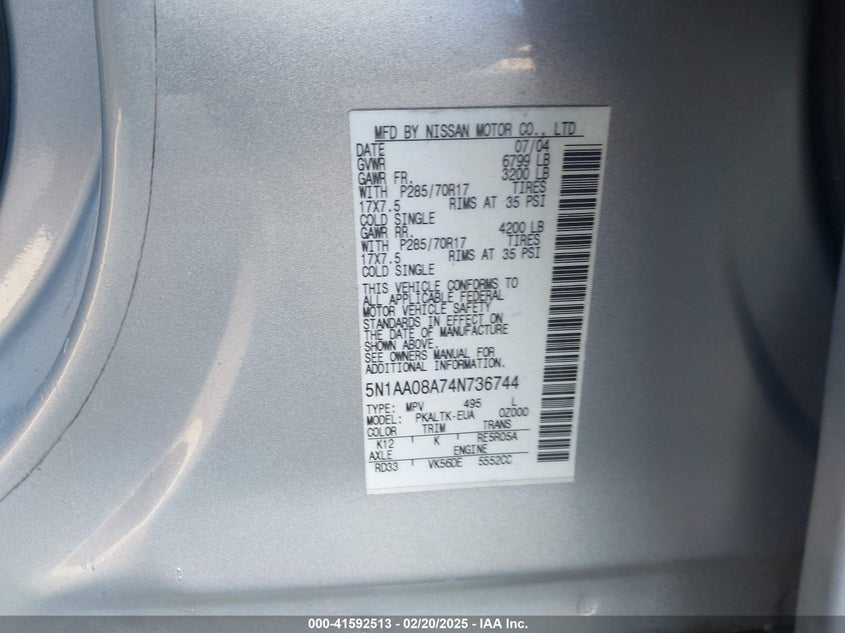 MFD BY NISSAN MOTOR CO., LTD
DATE 07/04
GVWR 6799 LB
GAWR FR. 3200 LB
WITH P285/70R17 TIRES
17X7.5 RIMS AT 35 PSI
COLD SINGLE
GAWR RR. 4200 LB
WITH P285/70R17 TIRES
17X7.5 RIMS AT 35 PSI
COLD SINGLE
THIS VEHICLE CONFORMS TO
ALL APPLICABLE FEDERAL
MOTOR VEHICLE SAFETY
STANDARDS IN EFFECT ON
THE DATE OF MANUFACTURE
SHOWN ABOVE.
SEE OWNERS MANUAL FOR
ADDITIONAL INFORMATION.
5N1AA08A74N736744
TYPE: MPV 495 L
MODEL: PKALTK-EUA 0Z000
COLOR TRIM TRANS
K12 K RE5R05A
AXLE ENGINE
RD33 VK56DE 5552CC
000-41592513 - 02/20/2025 - IAA Inc.